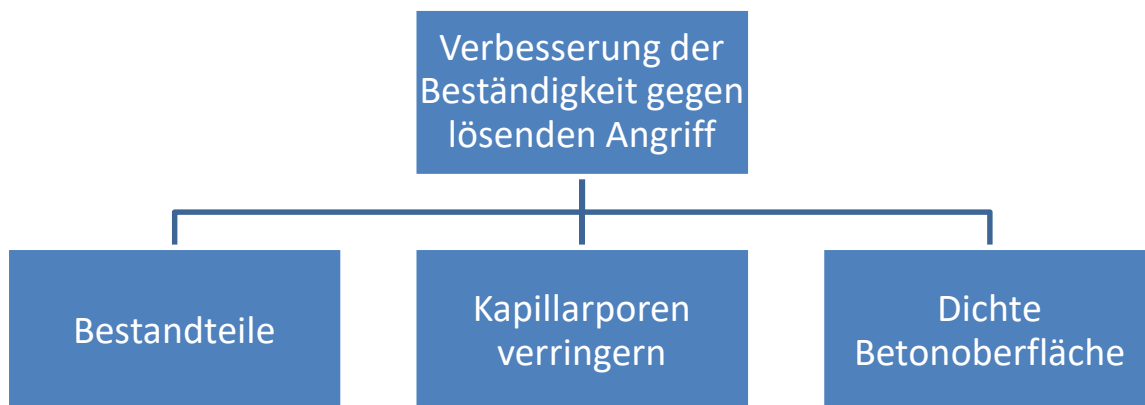 Verbesserung der
Beständigkeit gegen
lösenden Angriff
Bestandteile
Kapillarporen
verringern
Dichte
Betonoberfläche